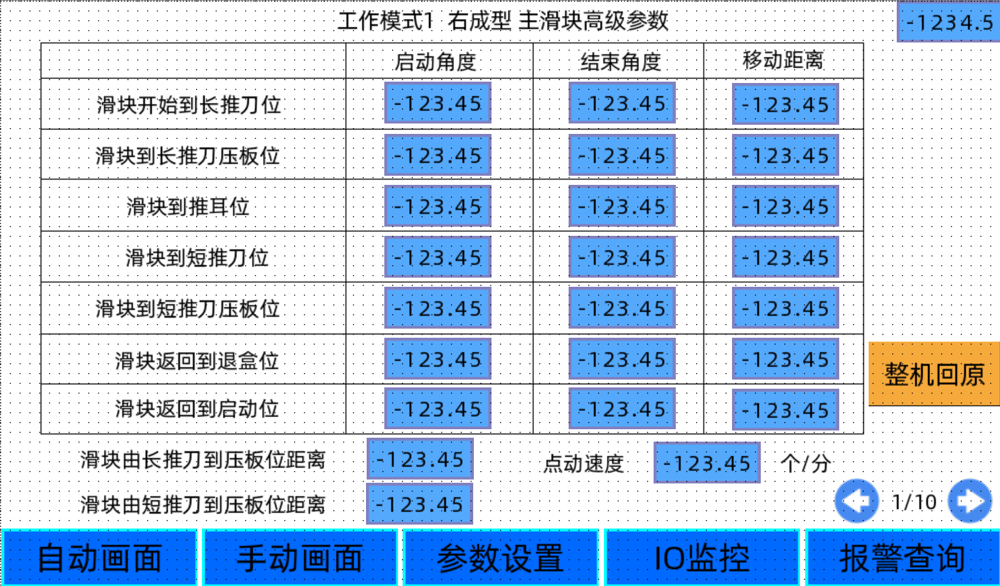 工作模式1 右成型 主滑块高级参数
-1234.5
启动角度 结束角度 移动距离
滑块开始到长推刀位 -123.45 -123.45 -123.45
滑块到长推刀压板位 -123.45 -123.45 -123.45
滑块到推耳位 -123.45 -123.45 -123.45
滑块到短推刀位 -123.45 -123.45 -123.45
滑块到短推刀压板位 -123.45 -123.45 -123.45
滑块返回到退盒位 -123.45 -123.45 -123.45
整机回原
滑块返回到启动位 -123.45 -123.45 -123.45
滑块由长推刀到压板位距离 -123.45 点动速度 -123.45 个/分
滑块由短推刀到压板位距离 -123.45 1/10
自动画面 手动画面 参数设置 IO监控 报警查询